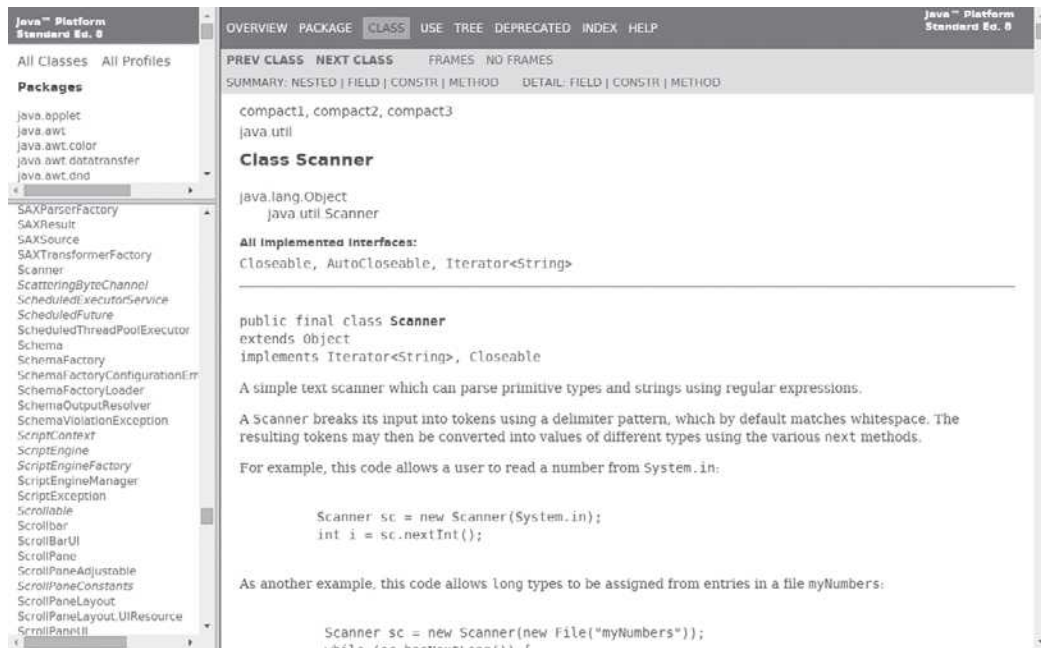 Java™ Platform
Standard Ed. 8
All Classes All Profiles
Packages
java.applet
java.awt
java.awt.color
java.awt.datatransfer
java.awt.dnd
SAXParserFactory
SAXResult
SAXSource
SAXTransformerFactory
Scanner
ScatteringByteChannel
ScheduledExecutorService
ScheduledFuture
ScheduledThreadPoolExecutor
Schema
SchemaFactory
SchemaFactoryConfigurationErr
SchemaFactoryLoader
SchemaOutputResolver
SchemaViolationException
ScriptContext
ScriptEngine
ScriptEngineFactory
ScriptEngineManager
ScriptException
Scrollable
Scrollbar
ScrollBarUI
ScrollPane
ScrollPaneAdjustable
ScrollPaneConstants
ScrollPaneLayout
ScrollPaneLayout.UIResource
ScrollPaneUI
OVERVIEW PACKAGE CLASS USE TREE DEPRECATED INDEX HELP
Java™ Platform
Standard Ed. 8
PREV CLASS NEXT CLASS FRAMES NO FRAMES
SUMMARY: NESTED | FIELD | CONSTR | METHOD DETAIL: FIELD | CONSTR | METHOD
compact1, compact2, compact3
java.util
Class Scanner
java.lang.Object
java.util.Scanner
All Implemented Interfaces:
Closeable, AutoCloseable, Iterator<String>
public final class Scanner
extends Object
implements Iterator<String>, Closeable
A simple text scanner which can parse primitive types and strings using regular expressions.
A Scanner breaks its input into tokens using a delimiter pattern, which by default matches whitespace. The
resulting tokens may then be converted into values of different types using the various next methods.
For example, this code allows a user to read a number from System.in:
Scanner sc = new Scanner(System.in);
int i = sc.nextInt();
As another example, this code allows long types to be assigned from entries in a file myNumbers:
Scanner sc = new Scanner(new File("myNumbers"));
while (sc.hasNextLong()) {